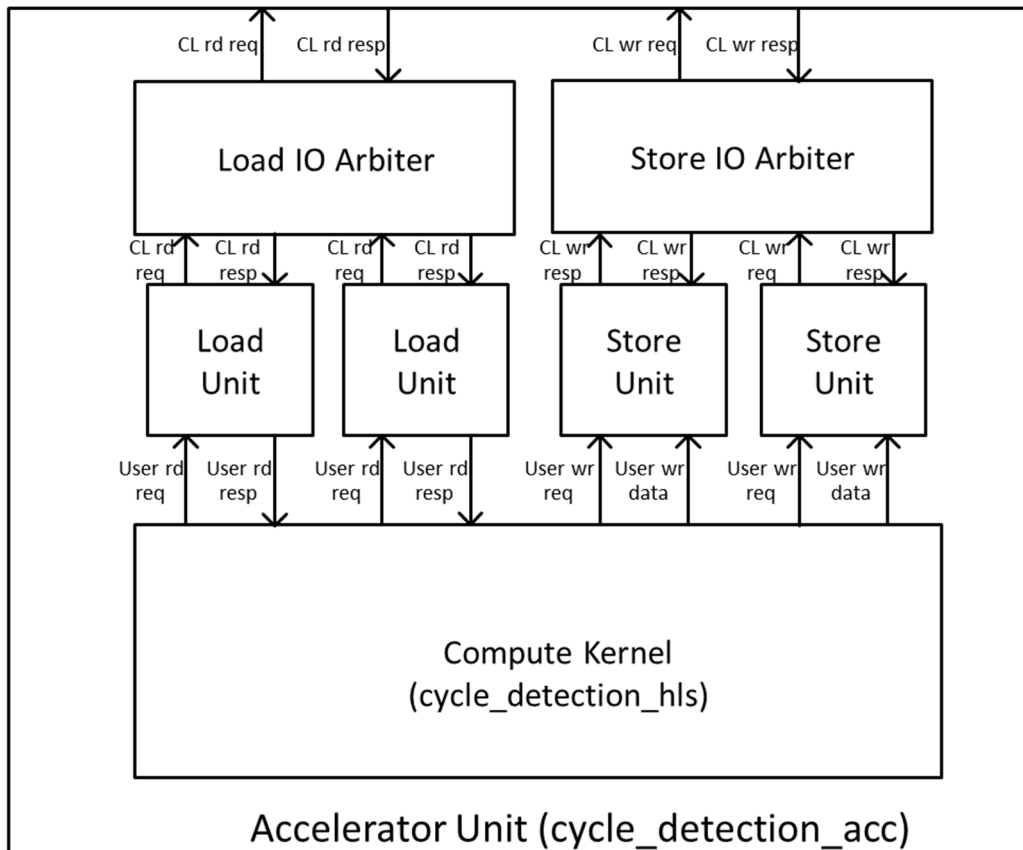 CL rd req
CL rd resp
CL wr req
CL wr resp
Load IO Arbiter
Store IO Arbiter
CL rd
req
CL rd
resp
CL rd
req
CL rd
resp
CL wr
resp
CL wr
resp
CL wr
req
CL wr
resp
Load
Unit
Load
Unit
Store
Unit
Store
Unit
User rd
req
User rd
resp
User rd
req
User rd
resp
User wr
req
User wr
data
User wr
req
User wr
data
Compute Kernel
(cycle_detection_hls)
Accelerator Unit (cycle_detection_acc)